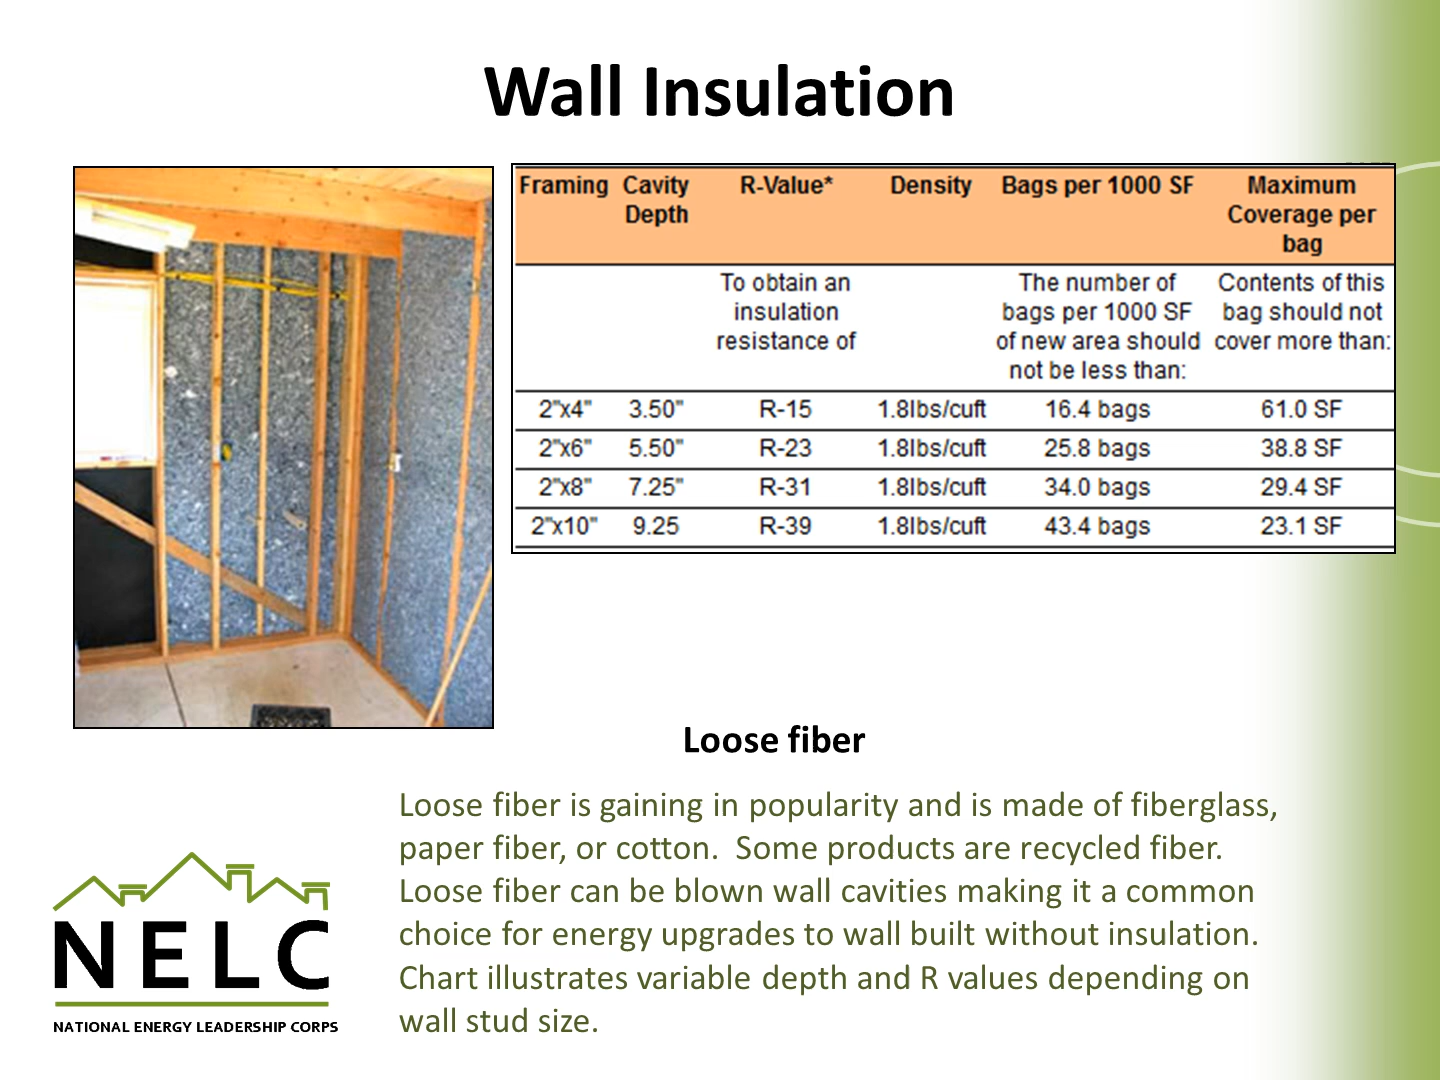 Wall Insulation
Framing Cavity Depth R-Value* Density Bags per 1000 SF Maximum Coverage per bag
To obtain an insulation resistance of The number of bags per 1000 SF of new area should not be less than: Contents of this bag should not cover more than:
2"x4" 3.50" R-15 1.8lbs/cuft 16.4 bags 61.0 SF
2"x6" 5.50" R-23 1.8lbs/cuft 25.8 bags 38.8 SF
2"x8" 7.25" R-31 1.8lbs/cuft 34.0 bags 29.4 SF
2"x10" 9.25 R-39 1.8lbs/cuft 43.4 bags 23.1 SF
Loose fiber
Loose fiber is gaining in popularity and is made of fiberglass,
paper fiber, or cotton.  Some products are recycled fiber.
Loose fiber can be blown wall cavities making it a common
choice for energy upgrades to wall built without insulation.
Chart illustrates variable depth and R values depending on
wall stud size.
NELC
NATIONAL ENERGY LEADERSHIP CORPS